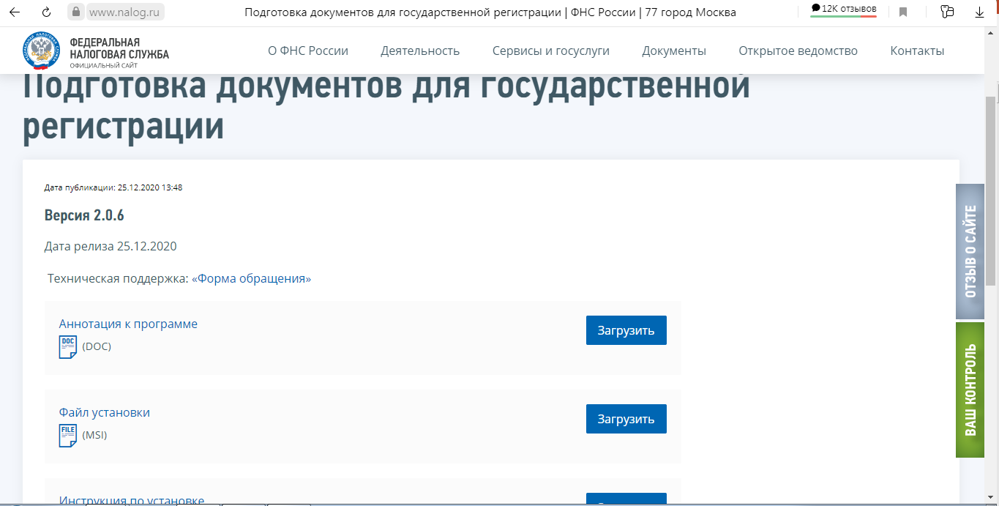 www.nalog.ru
Подготовка документов для государственной регистрации | ФНС России | 77 город Москва
12K отзывов
ФЕДЕРАЛЬНАЯ
НАЛОГОВАЯ СЛУЖБА
ОФИЦИАЛЬНЫЙ САЙТ
О ФНС России
Деятельность
Сервисы и госуслуги
Документы
Открытое ведомство
Контакты
Подготовка документов для государственной
регистрации
Дата публикации: 25.12.2020 13:48
Версия 2.0.6
Дата релиза 25.12.2020
Техническая поддержка: «Форма обращения»
Аннотация к программе
DOC
(DOC)
Загрузить
Файл установки
FILE
(MSI)
Загрузить
Инструкция по установке
ОТЗЫВ О САЙТЕ
ВАШ КОНТРОЛЬ